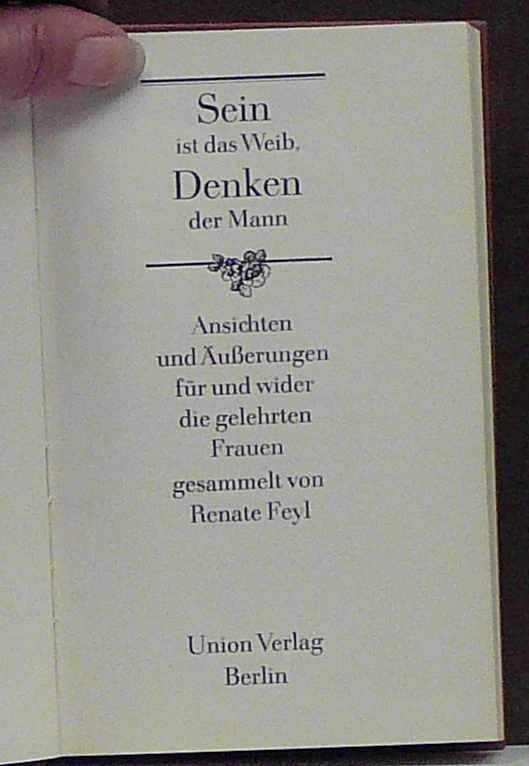 Sein
ist das Weib,
Denken
der Mann
Ansichten
und Äußerungen
für und wider
die gelehrten
Frauen
gesammelt von
Renate Feyl
Union Verlag
Berlin